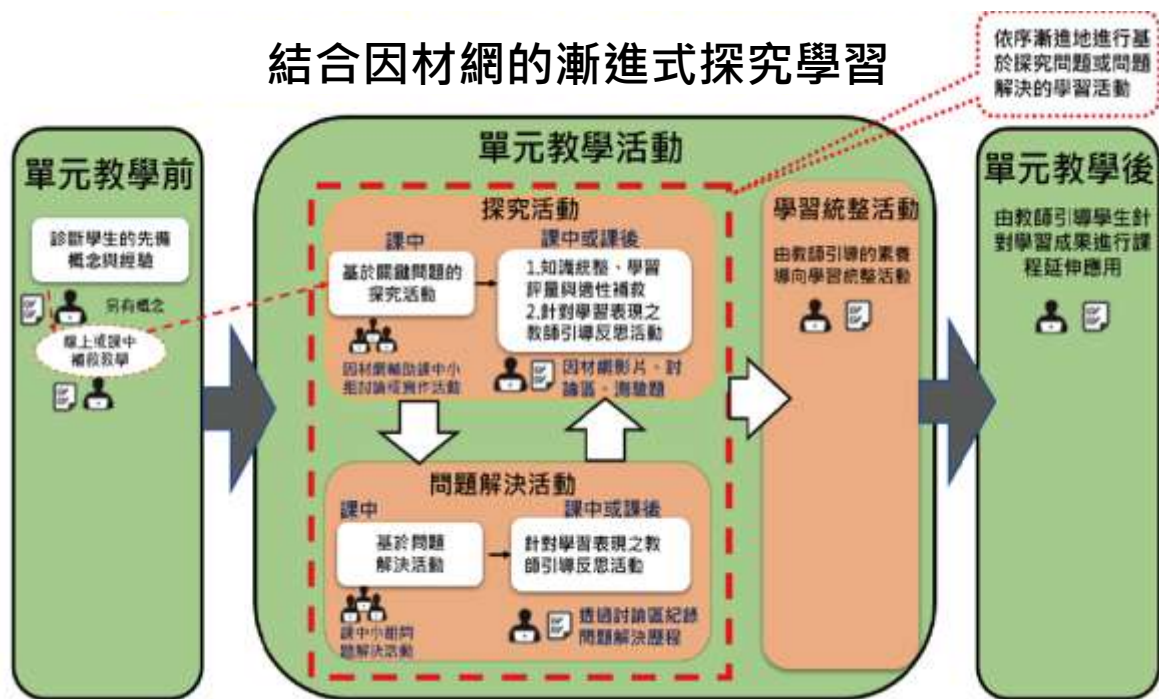 結合因材網的漸進式探究學習
依序漸進地進行基
於探究問題或問題
解決的學習活動
單元教學前
診斷學生的先備
概念與經驗
另有概念
線上或課中
補救教學
單元教學活動
探究活動
課中
基於關鍵問題的
探究活動
因材網輔助課中小
組討論或實作活動
課中或課後
1.知識統整、學習
評量與適性補救
2.針對學習表現之
教師引導反思活動
因材網影片、討
論區、測驗題
問題解決活動
課中
基於問題
解決活動
課中小組問
題解決活動
課中或課後
針對學習表現之教
師引導反思活動
透過討論區紀錄
問題解決歷程
學習統整活動
由教師引導的素養
導向學習統整活動
單元教學後
由教師引導學生針
對學習成果進行課
程延伸應用